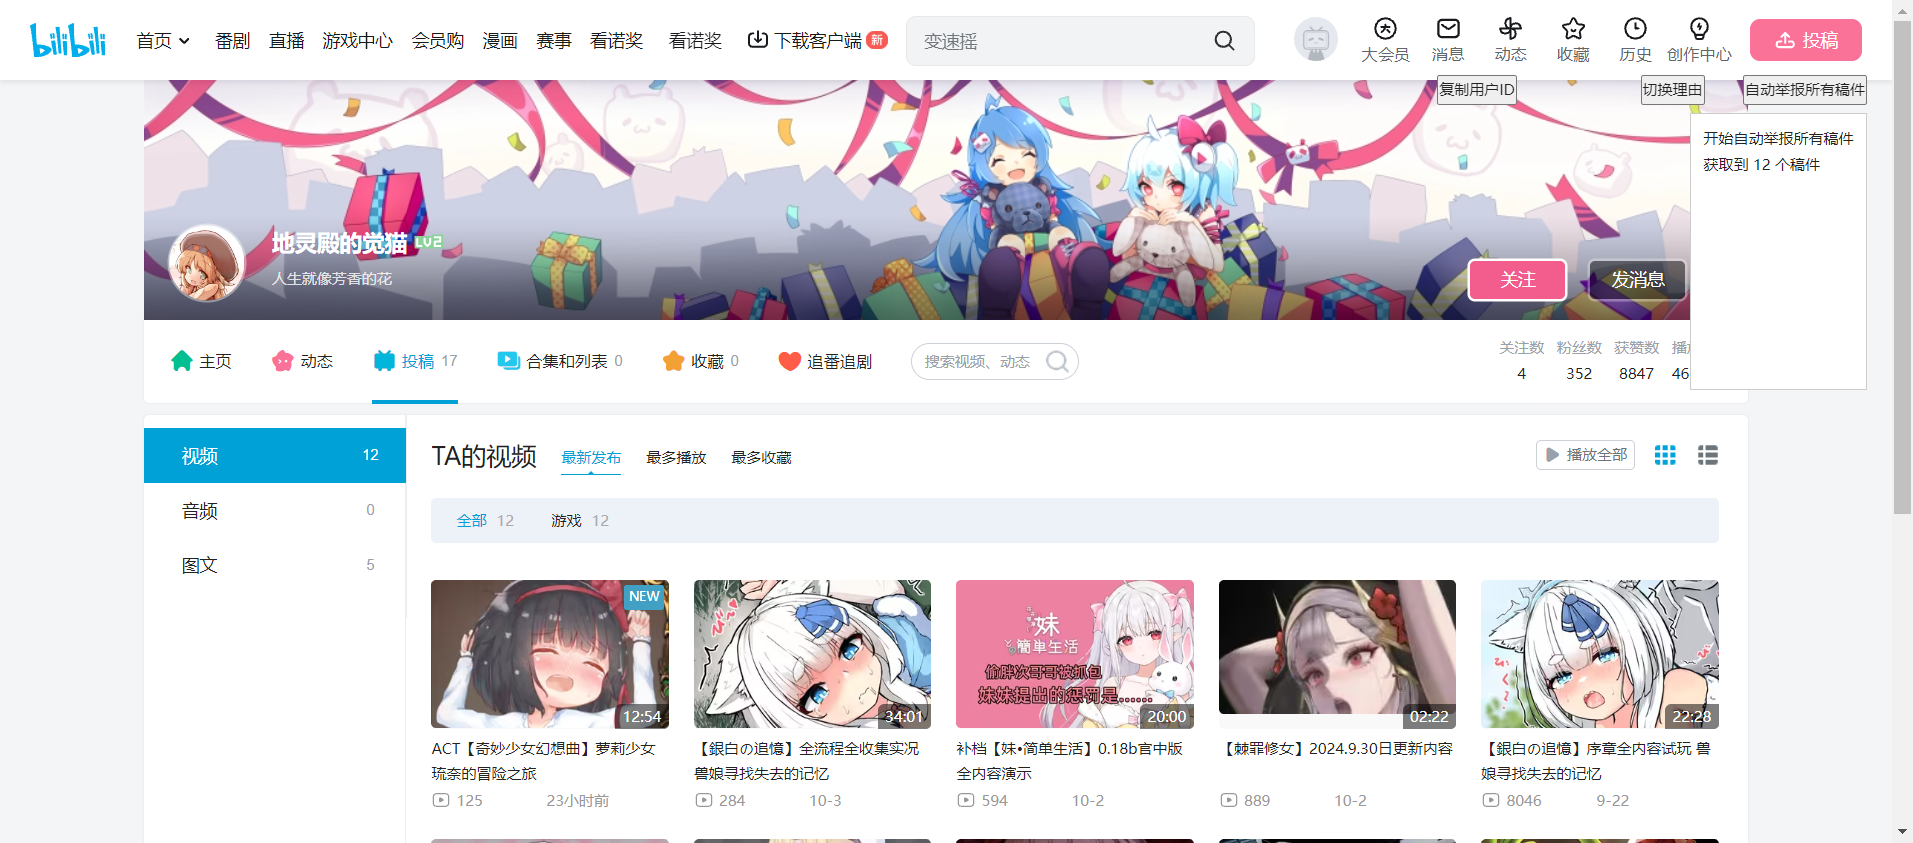 bilibili
首页
番剧
直播
游戏中心
会员购
漫画
赛事
看诺奖
看诺奖
下载客户端
新
变速摇
大会员
消息
动态
收藏
历史
创作中心
投稿
复制用户ID
切换理由
自动举报所有稿件
开始自动举报所有稿件
获取到 12 个稿件
地灵殿的觉猫 LV2
人生就像芳香的花
关注
发消息
主页
动态
投稿 17
合集和列表 0
收藏 0
追番追剧
搜索视频、动态
关注数 粉丝数 获赞数
4 352 8847 46
视频 12
音频 0
图文 5
TA的视频
最新发布
最多播放
最多收藏
播放全部
全部 12
游戏 12
NEW
12:54
34:01
妹
簡単生活
偷胖次哥哥被抓包
妹妹提出的惩罚是......
20:00
02:22
22:28
ACT【奇妙少女幻想曲】萝莉少女
琉奈的冒险之旅
125 23小时前
【銀白の追憶】全流程全收集实况
兽娘寻找失去的记忆
284 10-3
补档【妹•简单生活】0.18b官中版
全内容演示
594 10-2
【棘罪修女】2024.9.30日更新内容
889 10-2
【銀白の追憶】序章全内容试玩 兽
娘寻找失去的记忆
8046 9-22